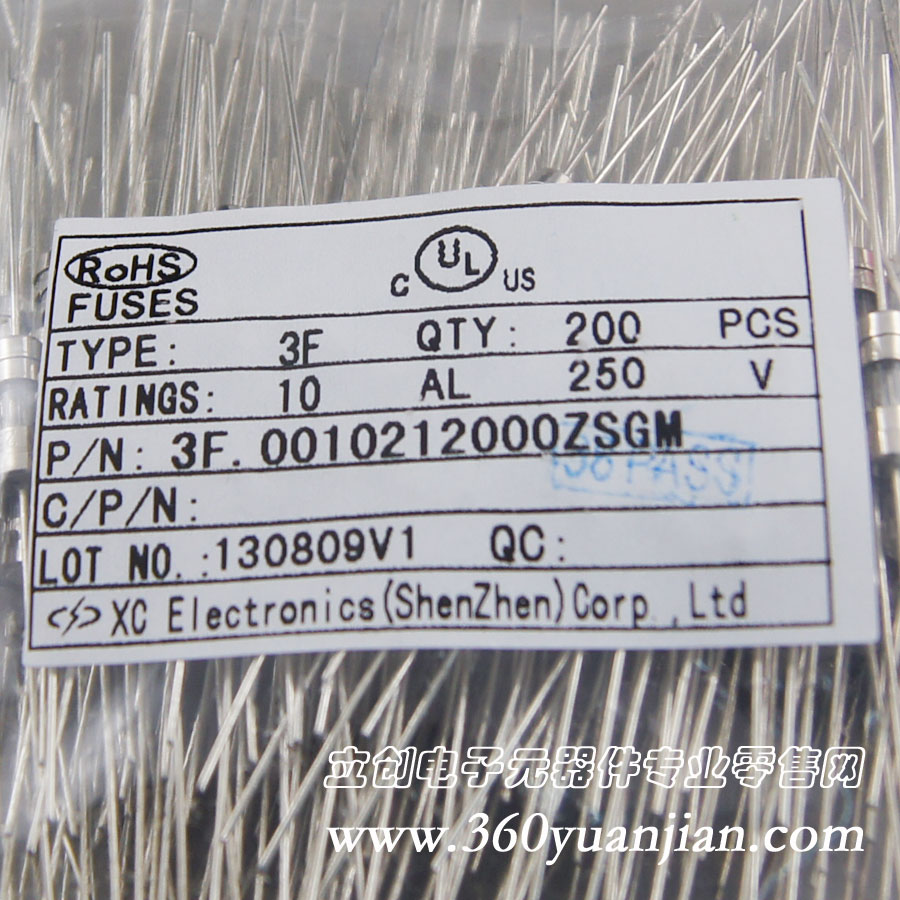 RoHS
FUSES
C UL US
TYPE: 3F QTY: 200 PCS
RATINGS: 10 AL 250 V
P/N: 3F.0010212000ZSGM
PASS
C/P/N:
LOT NO.:130809V1 QC:
XC Electronics(ShenZhen)Corp.,Ltd
立创电子元器件专业零售网
www.360yuanjian.com